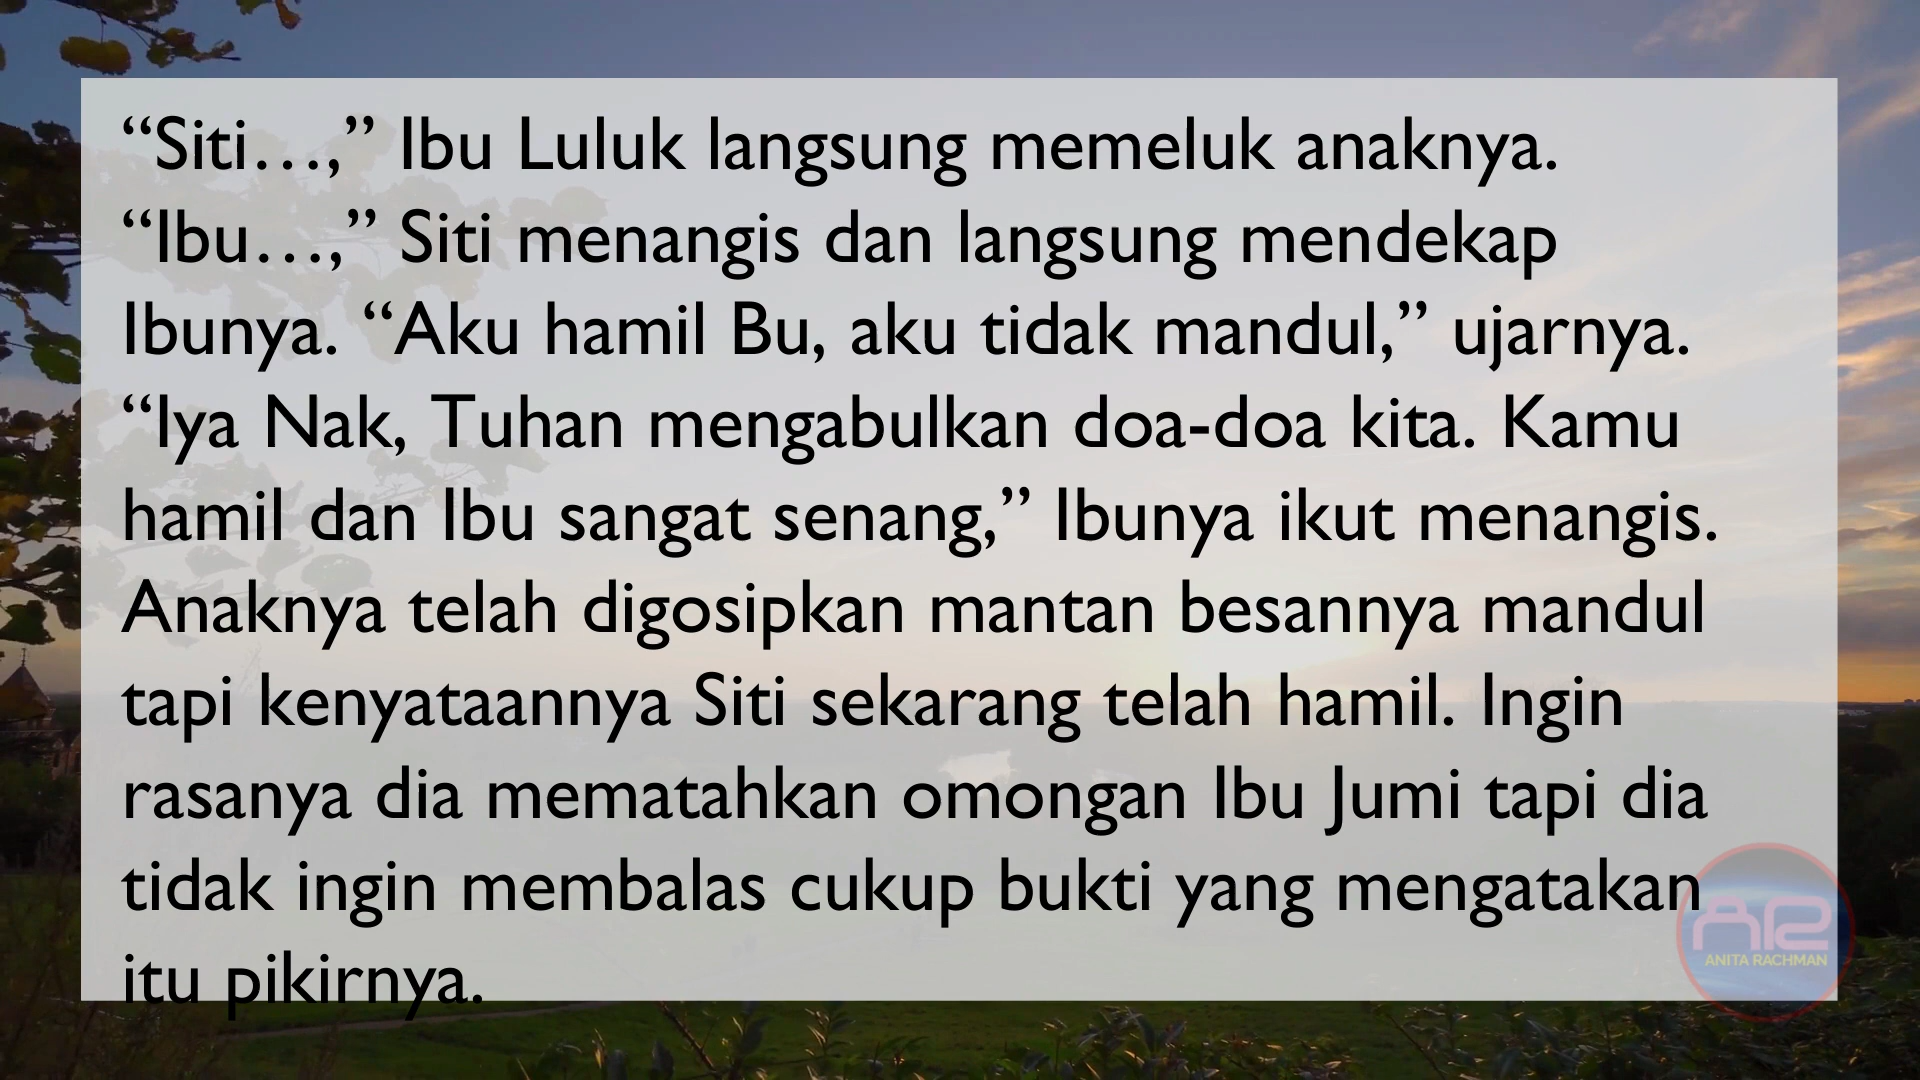 “Siti…,” Ibu Luluk langsung memeluk anaknya.
“Ibu…,” Siti menangis dan langsung mendekap
Ibunya. “Aku hamil Bu, aku tidak mandul,” ujarnya.
“Iya Nak, Tuhan mengabulkan doa-doa kita. Kamu
hamil dan Ibu sangat senang,” Ibunya ikut menangis.
Anaknya telah digosipkan mantan besannya mandul
tapi kenyataannya Siti sekarang telah hamil. Ingin
rasanya dia mematahkan omongan Ibu Jumi tapi dia
tidak ingin membalas cukup bukti yang mengatakan
itu pikirnya.
AR
ANITA RACHMAN